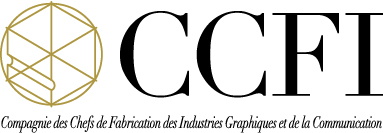 CCFI
Compagnie des Chefs de Fabrication des Industries Graphiques et de la Communication